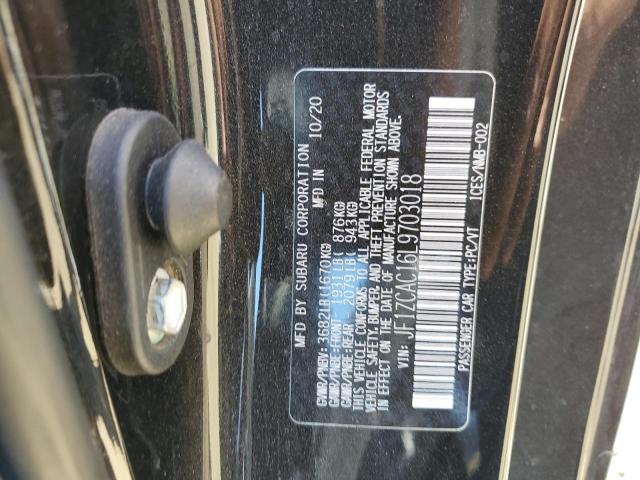 MFD BY SUBARU CORPORATION 10/20
MFD IN
GVWR/PNBV: 3682LB(1670KG)
GAWR/PNBE:FRONT 1931LB( 876KG)
GAWR/PNBE:REAR 2079LB( 943KG)
THIS VEHICLE CONFORMS TO ALL APPLICABLE FEDERAL MOTOR
VEHICLE SAFETY, BUMPER, AND THEFT PREVENTION STANDARDS
IN EFFECT ON THE DATE OF MANUFACTURE SHOWN ABOVE.
VIN: JF1ZCAC16L9703018
PASSENGER CAR TYPE:PC/VT ICES/NMB-002